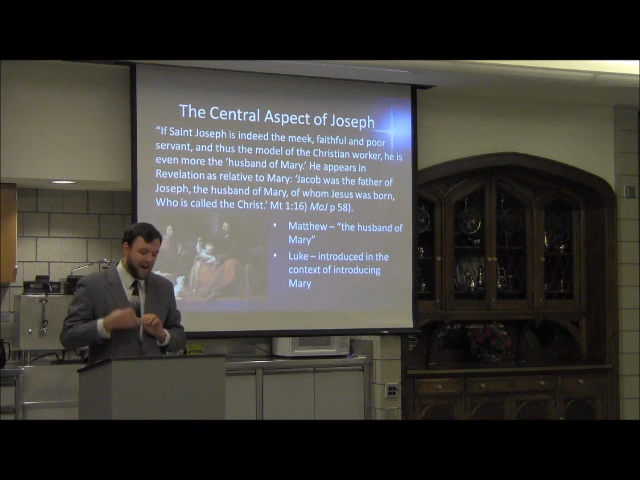 The Central Aspect of Joseph
"If Saint Joseph is indeed the meek, faithful and poor
servant, and thus the model of the Christian worker, he is
even more the 'husband of Mary.' He appears in
Revelation as relative to Mary: 'Jacob was the father of
Joseph, the husband of Mary, of whom Jesus was born,
Who is called the Christ.' Mt 1:16) MoJ p 58).
• Matthew – "the husband of
Mary"
• Luke – introduced in the
context of introducing
Mary